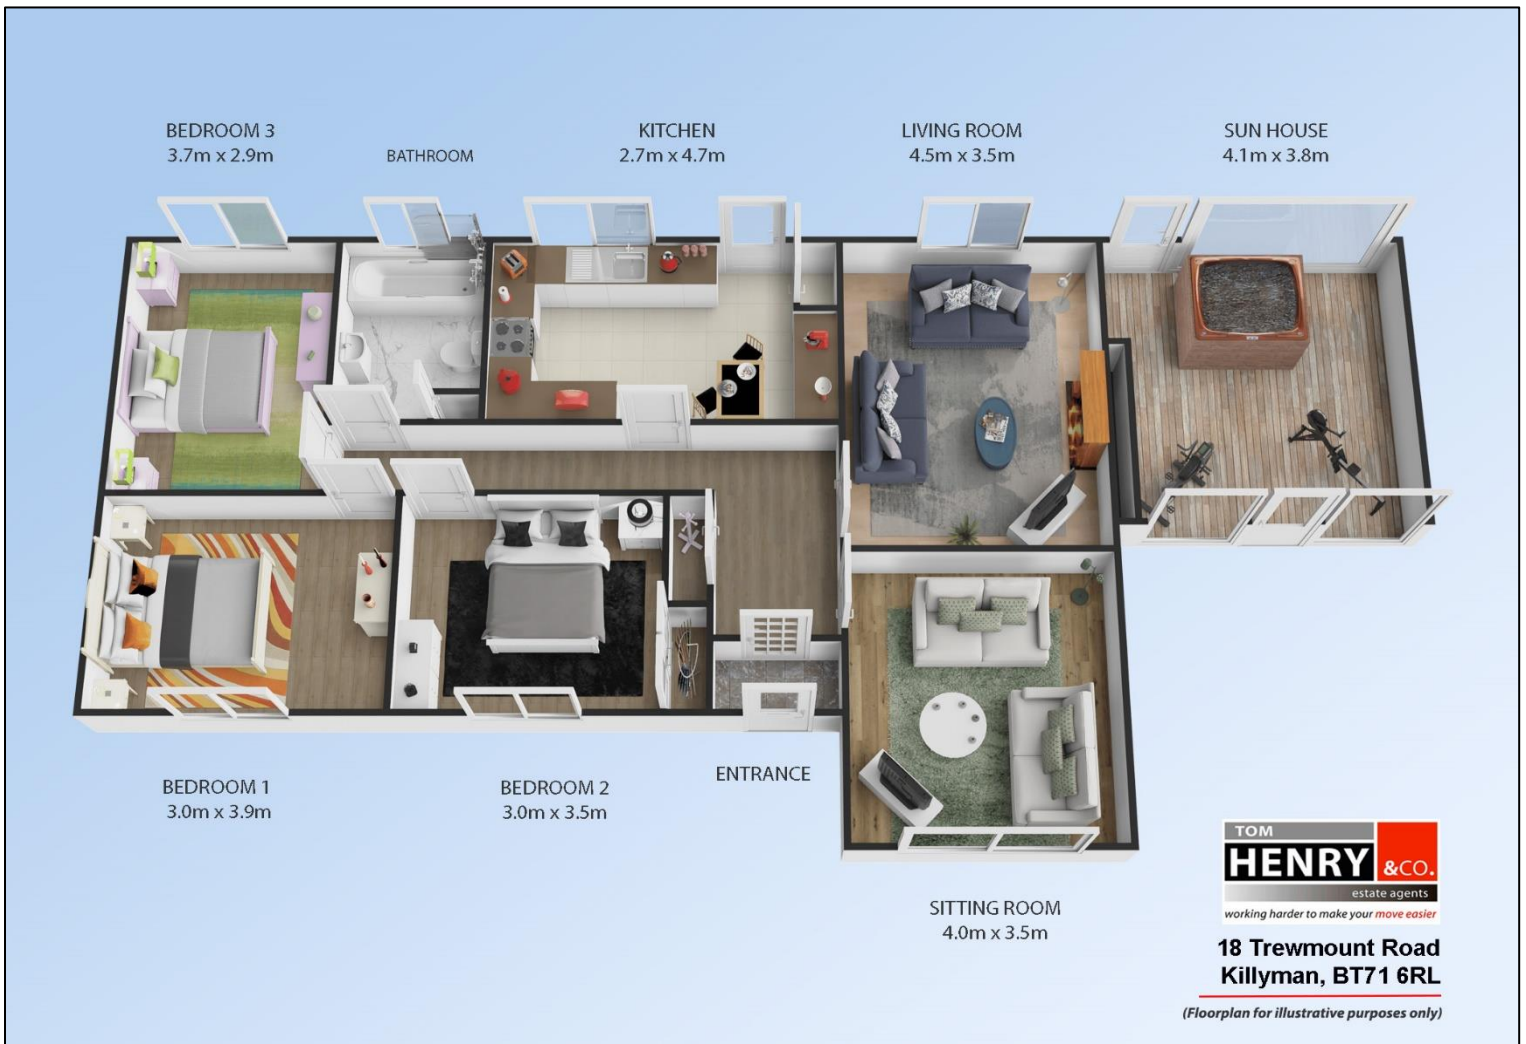 BEDROOM 3
3.7m x 2.9m
BATHROOM
KITCHEN
2.7m x 4.7m
LIVING ROOM
4.5m x 3.5m
SUN HOUSE
4.1m x 3.8m
BEDROOM 1
3.0m x 3.9m
BEDROOM 2
3.0m x 3.5m
ENTRANCE
SITTING ROOM
4.0m x 3.5m
TOM
HENRY &CO.
estate agents
working harder to make your move easier
18 Trewmount Road
Killyman, BT71 6RL
(Floorplan for illustrative purposes only)